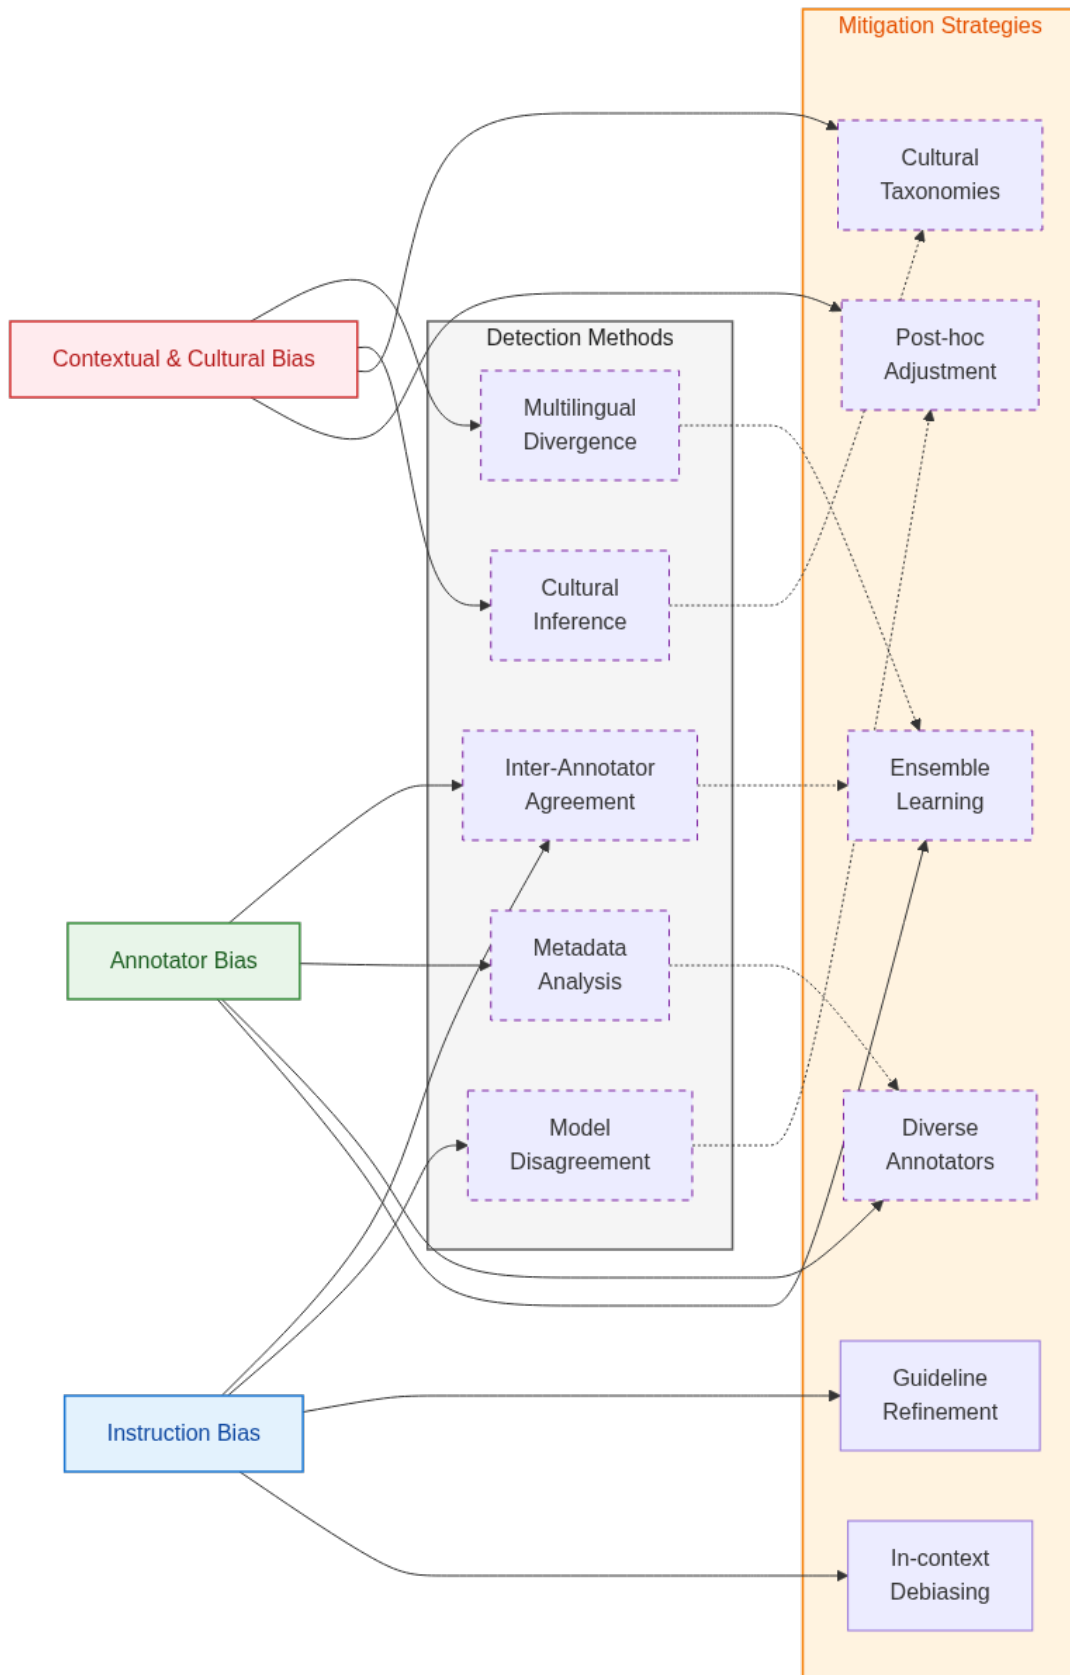 Mitigation Strategies
Cultural
Taxonomies
Post-hoc
Adjustment
Contextual & Cultural Bias
Detection Methods
Multilingual
Divergence
Cultural
Inference
Inter-Annotator
Agreement
Ensemble
Learning
Annotator Bias
Metadata
Analysis
Model
Disagreement
Diverse
Annotators
Instruction Bias
Guideline
Refinement
In-context
Debiasing